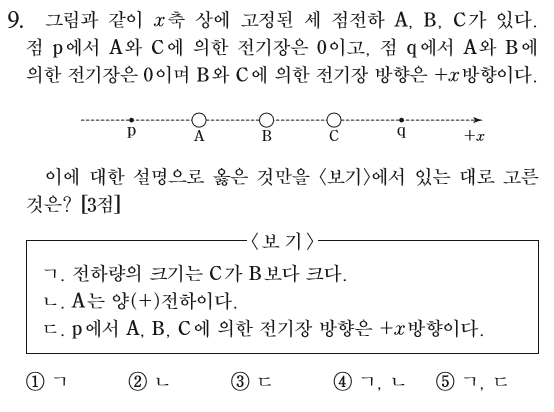 9. 그림과 같이 x축 상에 고정된 세 점전하 A, B, C가 있다.
점 p에서 A와 C에 의한 전기장은 0이고, 점 q에서 A와 B에
의한 전기장은 0이며 B와 C에 의한 전기장 방향은 +x방향이다.
p A B C q +x
이에 대한 설명으로 옳은 것만을 <보기>에서 있는 대로 고른
것은? [3점]
<보 기>
ㄱ. 전하량의 크기는 C가 B보다 크다.
ㄴ. A는 양(+)전하이다.
ㄷ. p에서 A, B, C에 의한 전기장 방향은 +x방향이다.
① ㄱ ② ㄴ ③ ㄷ ④ ㄱ, ㄴ ⑤ ㄱ, ㄷ